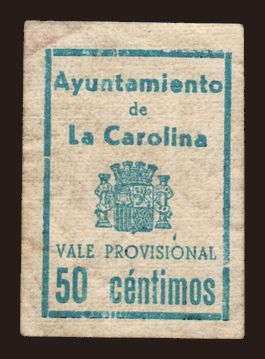 Ayuntamiento
de
La Carolina
VALE PROVISIONAL
50 céntimos